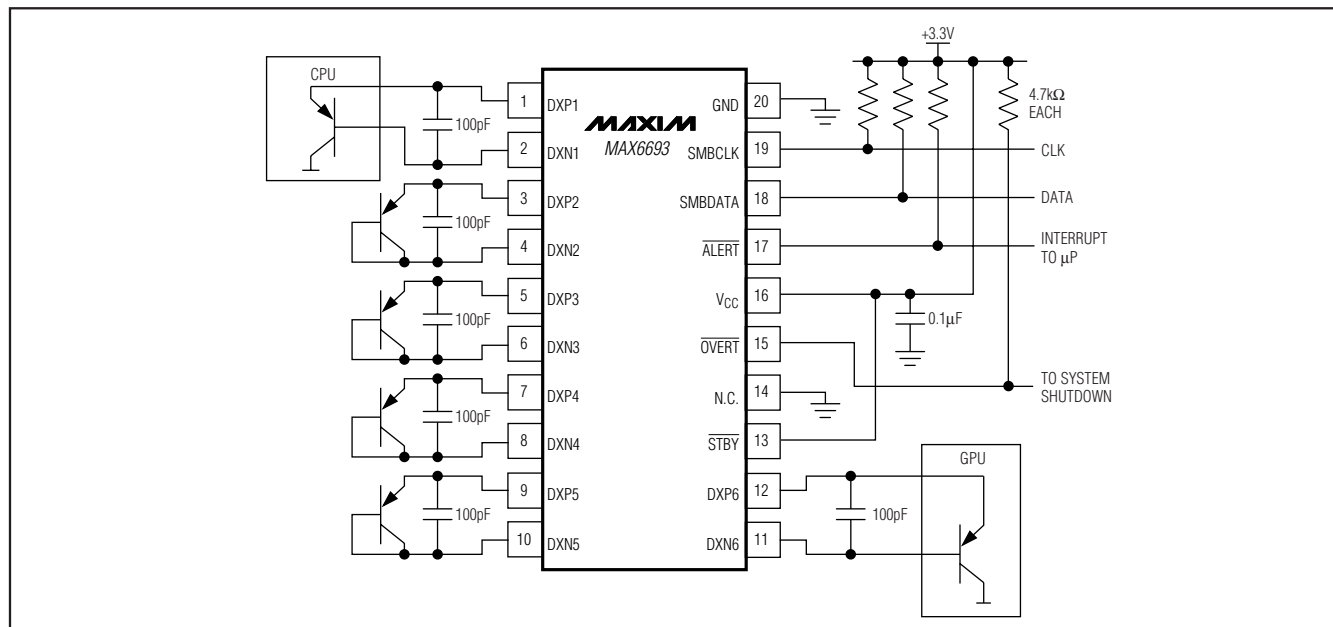 +3.3V
CPU
1
DXP1
100pF
2
DXN1
3
DXP2
100pF
4
DXN2
5
DXP3
100pF
6
DXN3
7
DXP4
100pF
8
DXN4
9
DXP5
100pF
10
DXN5
MAXIM
MAX6693
GND
20
SMBCLK
19
SMBDATA
18
ALERT
17
VCC
16
OVERT
15
N.C.
14
STBY
13
DXP6
12
DXN6
11
4.7kΩ
EACH
CLK
DATA
INTERRUPT
TO μP
0.1μF
TO SYSTEM
SHUTDOWN
GPU
100pF